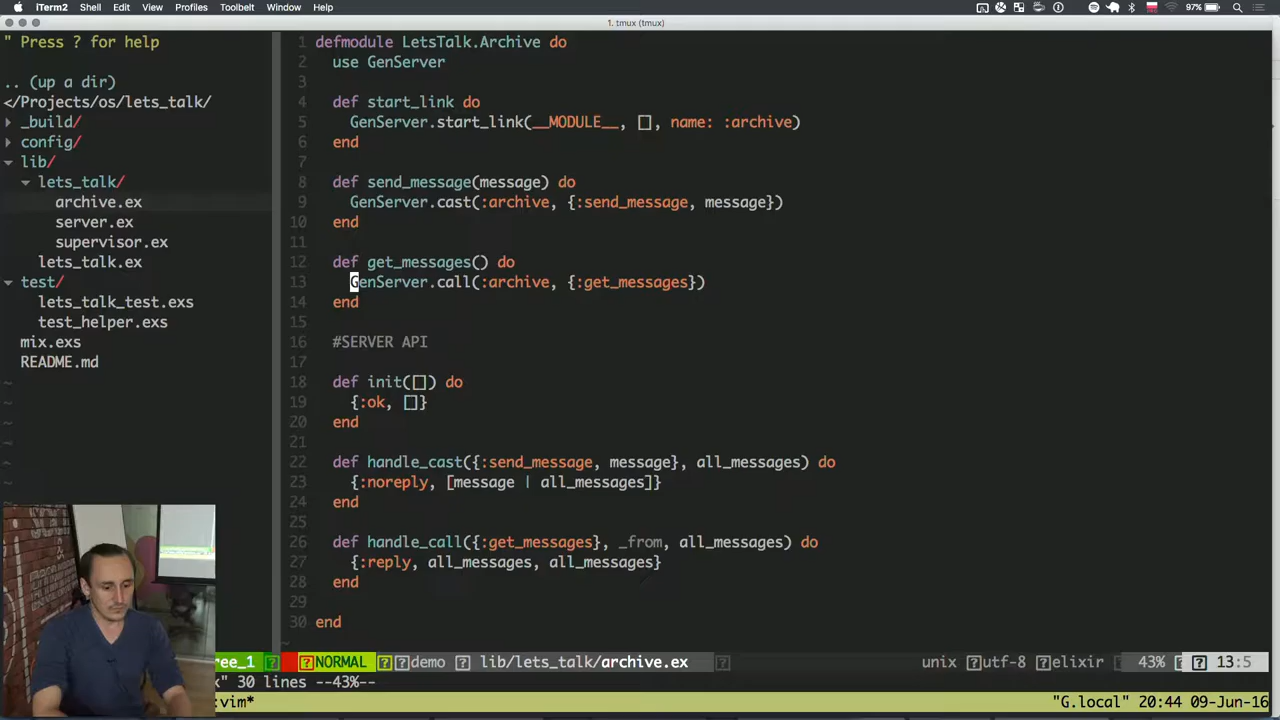 iTerm2 Shell Edit View Profiles Toolbelt Window Help 97%
1. tmux (tmux)
" Press ? for help
.. (up a dir)
</Projects/os/lets_talk/
_build/
config/
lib/
lets_talk/
archive.ex
server.ex
supervisor.ex
lets_talk.ex
test/
lets_talk_test.exs
test_helper.exs
mix.exs
README.md
1 defmodule LetsTalk.Archive do
2 use GenServer
3
4 def start_link do
5 GenServer.start_link(__MODULE__, [], name: :archive)
6 end
7
8 def send_message(message) do
9 GenServer.cast(:archive, {:send_message, message})
10 end
11
12 def get_messages() do
13 GenServer.call(:archive, {:get_messages})
14 end
15
16 #SERVER API
17
18 def init([]) do
19 {:ok, []}
20 end
21
22 def handle_cast({:send_message, message}, all_messages) do
23 {:noreply, [message | all_messages]}
24 end
25
26 def handle_call({:get_messages}, _from, all_messages) do
27 {:reply, all_messages, all_messages}
28 end
29
30 end
ree_1 NORMAL demo lib/lets_talk/archive.ex unix utf-8 elixir 43% 13:5
x" 30 lines --43%--
:vim* "G.local" 20:44 09-Jun-16